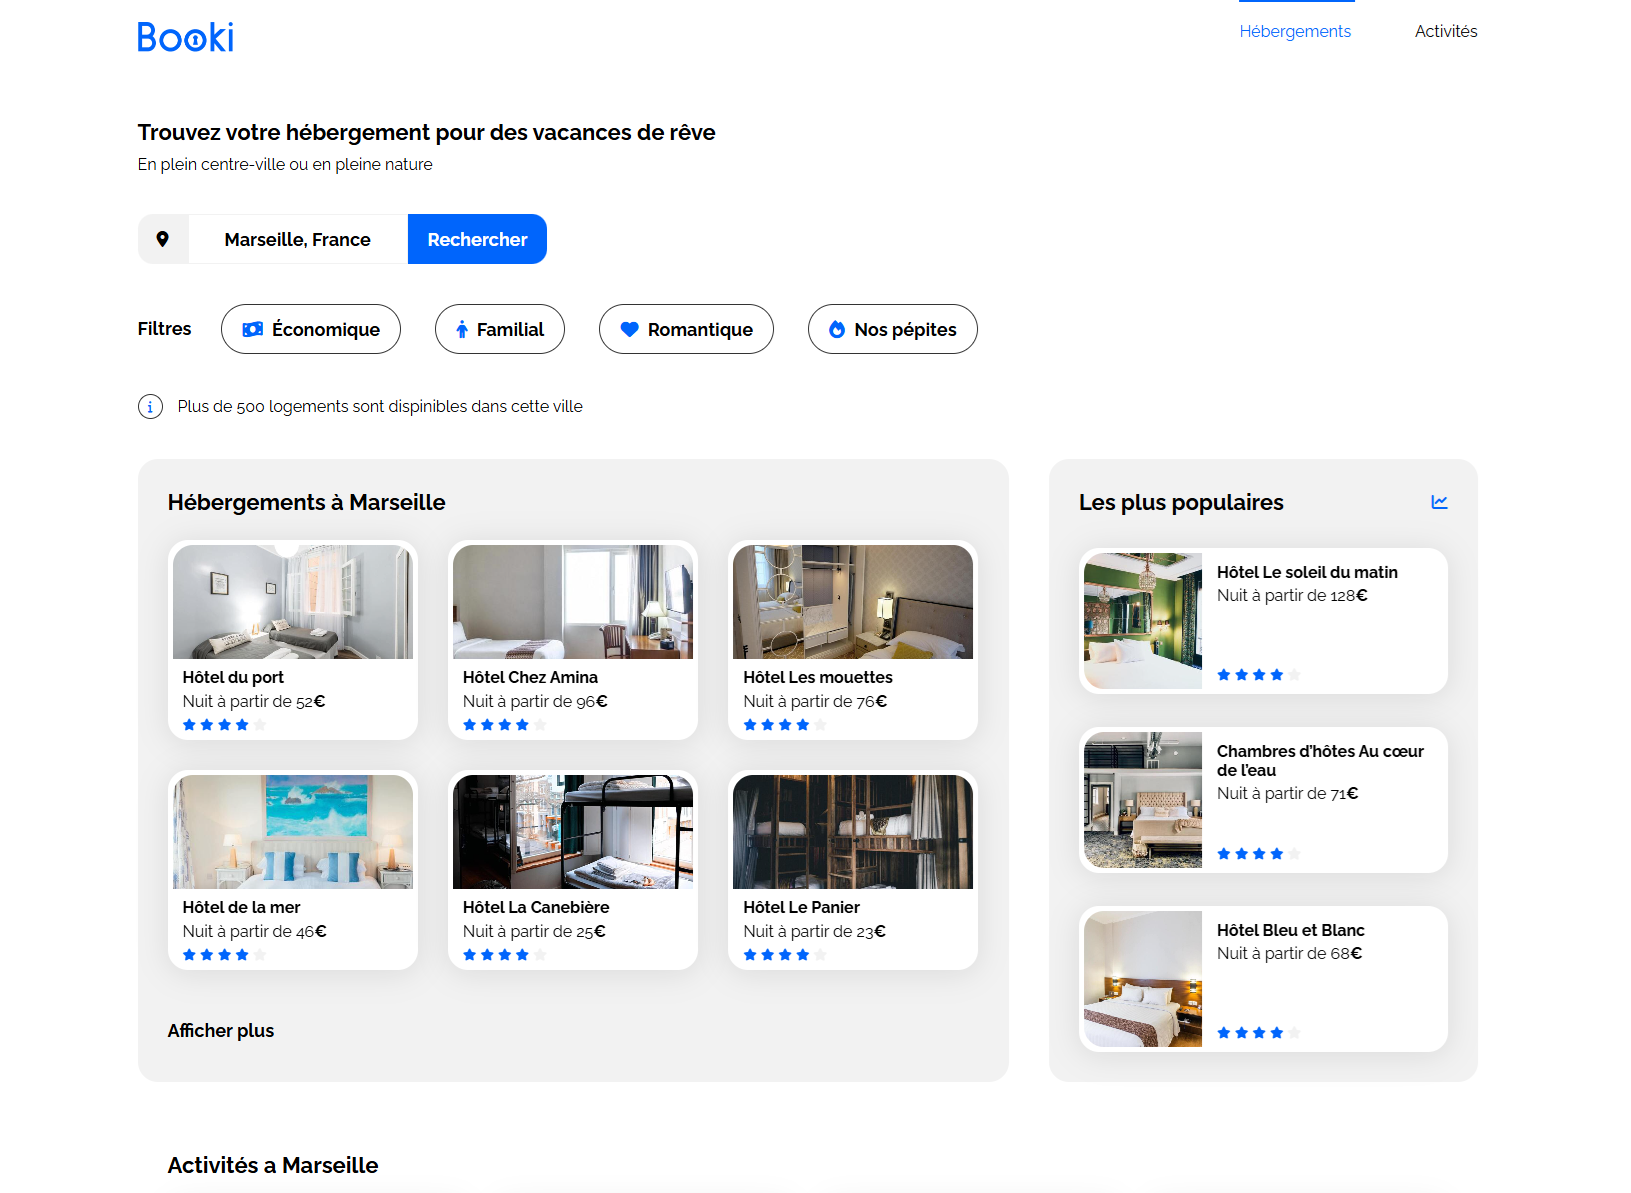 Booki
Hébergements
Activités
Trouvez votre hébergement pour des vacances de rêve
En plein centre-ville ou en pleine nature
Marseille, France
Rechercher
Filtres
Économique
Familial
Romantique
Nos pépites
Plus de 500 logements sont dispinibles dans cette ville
Hébergements à Marseille
Hôtel du port
Nuit à partir de 52€
Hôtel Chez Amina
Nuit à partir de 96€
Hôtel Les mouettes
Nuit à partir de 76€
Hôtel de la mer
Nuit à partir de 46€
Hôtel La Canebière
Nuit à partir de 25€
Hôtel Le Panier
Nuit à partir de 23€
Afficher plus
Les plus populaires
Hôtel Le soleil du matin
Nuit à partir de 128€
Chambres d’hôtes Au cœur
de l’eau
Nuit à partir de 71€
Hôtel Bleu et Blanc
Nuit à partir de 68€
Activités a Marseille